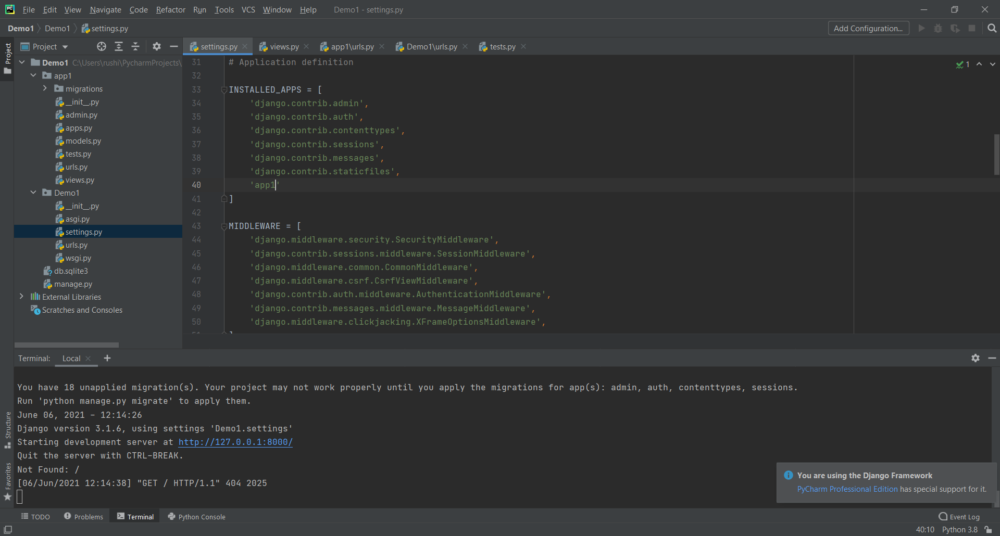 PC File Edit View Navigate Code Refactor Run Tools VCS Window Help Demo1 - settings.py
Demo1 Demo1 settings.py Add Configuration...
Project
Project
settings.py views.py app1\urls.py Demo1\urls.py tests.py
Demo1 C:\Users\rushi\PycharmProjects\
app1
migrations
__init__.py
admin.py
apps.py
models.py
tests.py
urls.py
views.py
Demo1
__init__.py
asgi.py
settings.py
urls.py
wsgi.py
db.sqlite3
manage.py
External Libraries
Scratches and Consoles
31 # Application definition
32
33 INSTALLED_APPS = [
34 'django.contrib.admin',
35 'django.contrib.auth',
36 'django.contrib.contenttypes',
37 'django.contrib.sessions',
38 'django.contrib.messages',
39 'django.contrib.staticfiles',
40 'app1'
41 ]
42
43 MIDDLEWARE = [
44 'django.middleware.security.SecurityMiddleware',
45 'django.contrib.sessions.middleware.SessionMiddleware',
46 'django.middleware.common.CommonMiddleware',
47 'django.middleware.csrf.CsrfViewMiddleware',
48 'django.contrib.auth.middleware.AuthenticationMiddleware',
49 'django.contrib.messages.middleware.MessageMiddleware',
50 'django.middleware.clickjacking.XFrameOptionsMiddleware',
1
Terminal: Local
You have 18 unapplied migration(s). Your project may not work properly until you apply the migrations for app(s): admin, auth, contenttypes, sessions.
Run 'python manage.py migrate' to apply them.
June 06, 2021 - 12:14:26
Django version 3.1.6, using settings 'Demo1.settings'
Starting development server at http://127.0.0.1:8000/
Quit the server with CTRL-BREAK.
Not Found: /
[06/Jun/2021 12:14:38] "GET / HTTP/1.1" 404 2025
Structure
Favorites
You are using the Django Framework
PyCharm Professional Edition has special support for it.
TODO Problems Terminal Python Console Event Log
40:10 Python 3.8